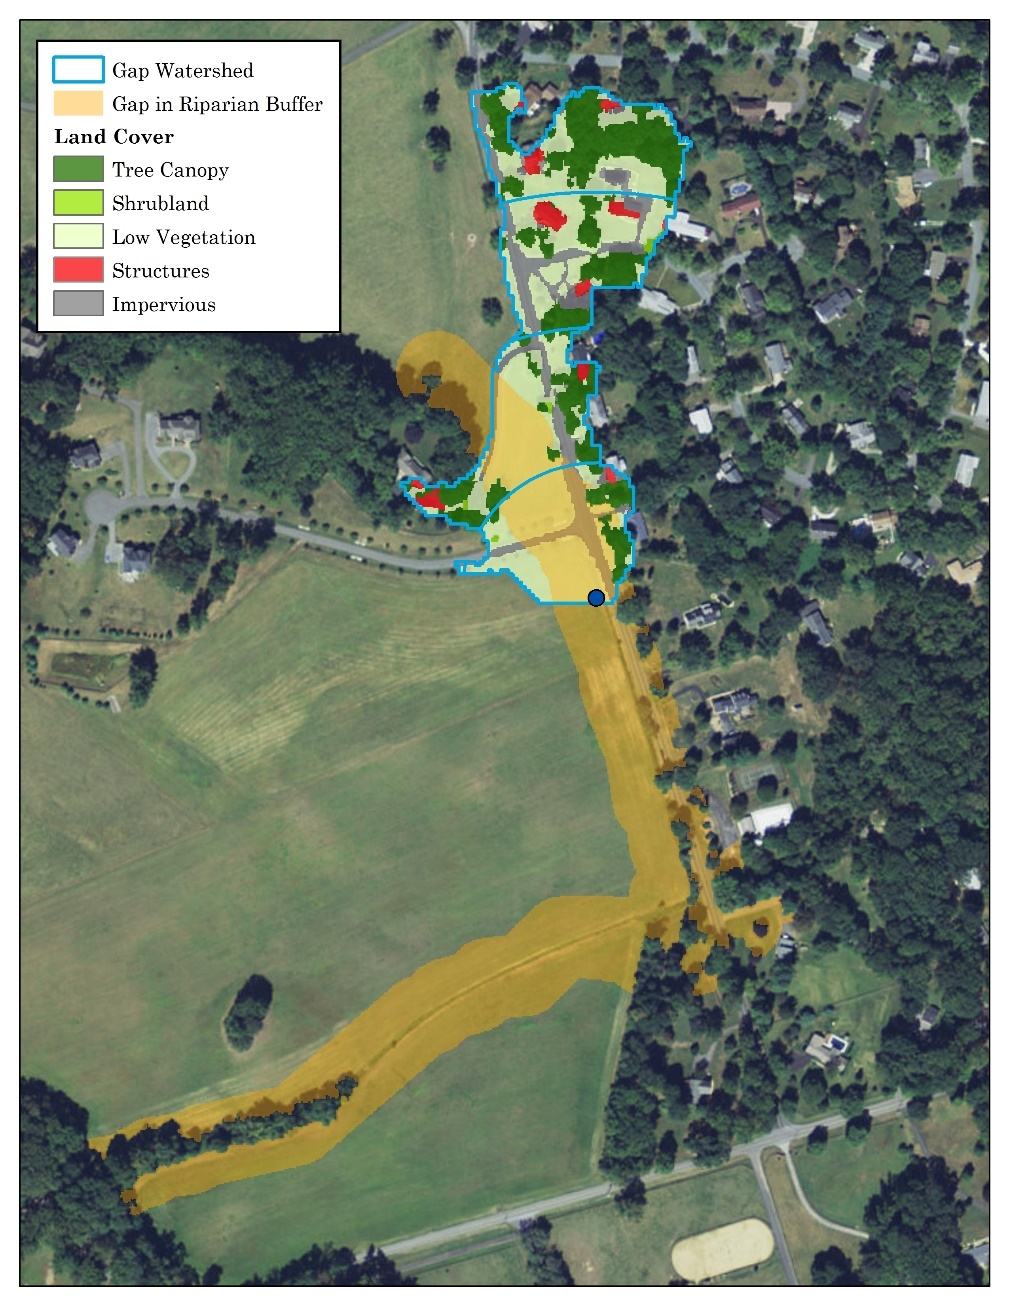 Gap Watershed
Gap in Riparian Buffer
Land Cover
Tree Canopy
Shrubland
Low Vegetation
Structures
Impervious